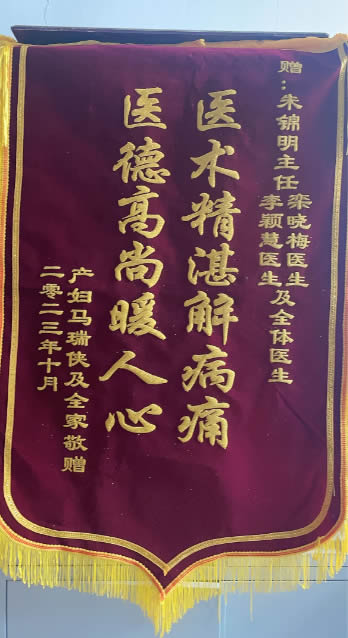 赠：朱锦明主任栾晓梅医生李颖慧医生及全体医生
医术精湛解病痛
医德高尚暖人心
产妇马瑞侠及全家敬赠
二零二三年十月